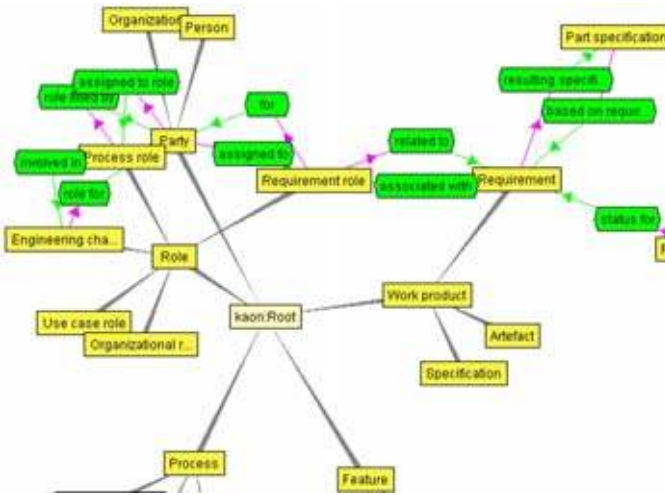 Organization
Person
Part specification
assigned to role
resulting specifi...
role filled by
for
based on requir...
Party
related to
involved in
Process role
assigned to
Requirement role
associated with
Requirement
role for
status for
Engineering cha...
Role
Work product
Use case role
kaon:Root
Organizational r...
Artefact
Specification
Process
Feature